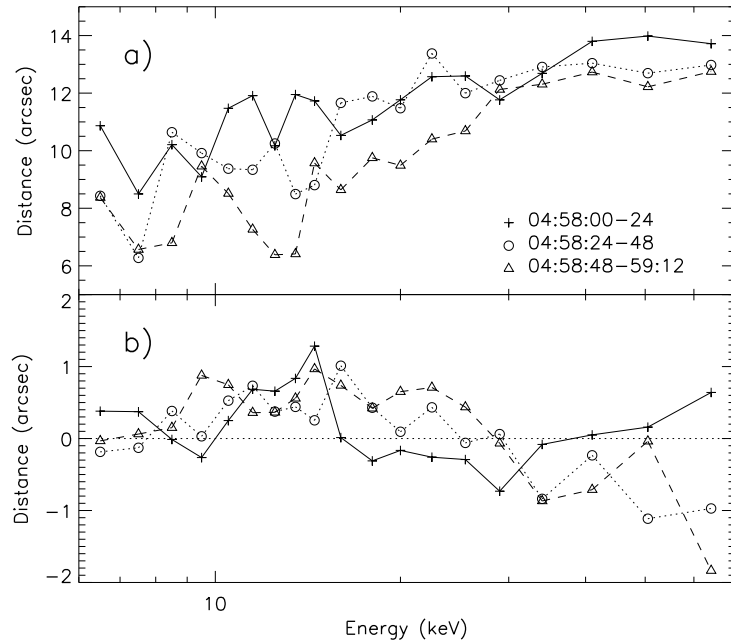 14
12
10
8
6
Distance (arcsec)
a)
04:58:00−24
04:58:24−48
04:58:48−59:12
2
1
0
−1
−2
Distance (arcsec)
b)
10
Energy (keV)